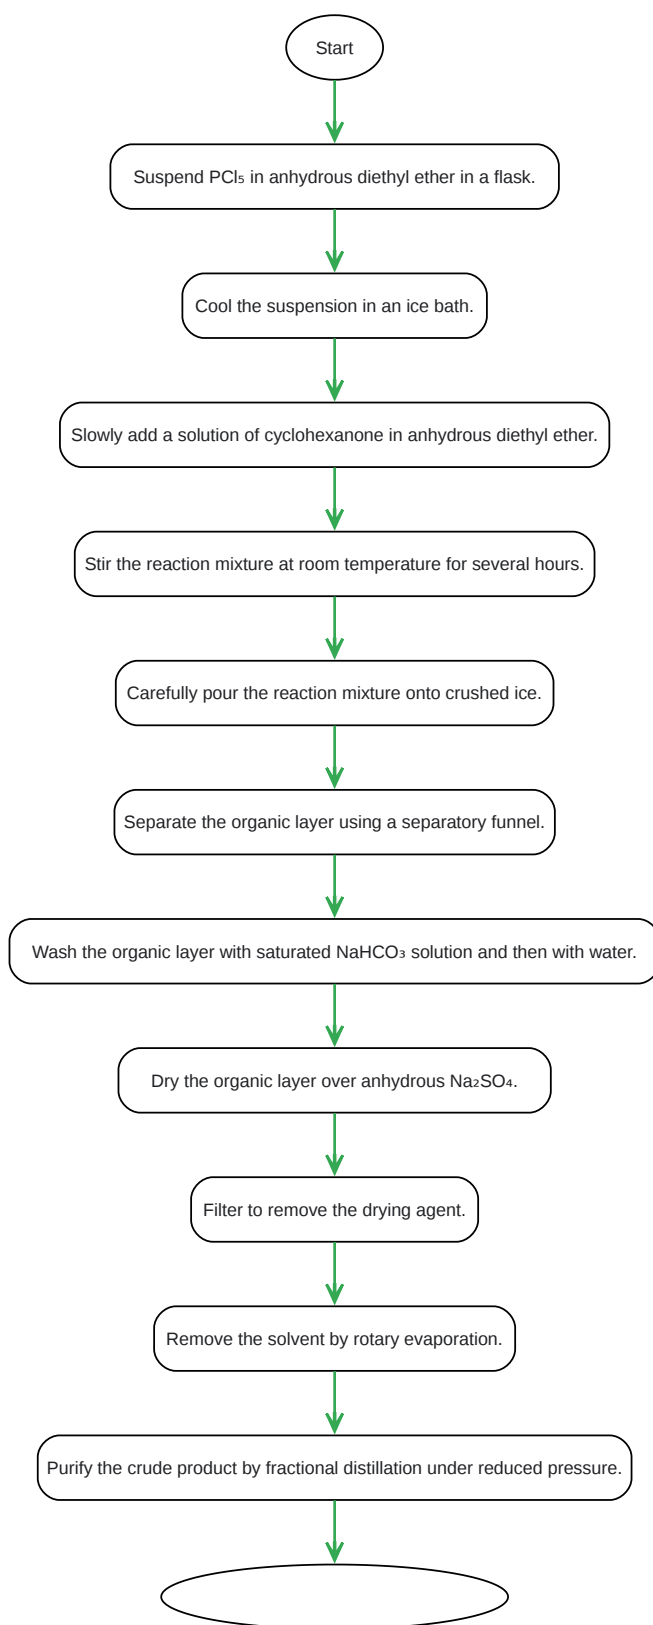 Start
Suspend PCl₅ in anhydrous diethyl ether in a flask.
Cool the suspension in an ice bath.
Slowly add a solution of cyclohexanone in anhydrous diethyl ether.
Stir the reaction mixture at room temperature for several hours.
Carefully pour the reaction mixture onto crushed ice.
Separate the organic layer using a separatory funnel.
Wash the organic layer with saturated NaHCO₃ solution and then with water.
Dry the organic layer over anhydrous Na₂SO₄.
Filter to remove the drying agent.
Remove the solvent by rotary evaporation.
Purify the crude product by fractional distillation under reduced pressure.